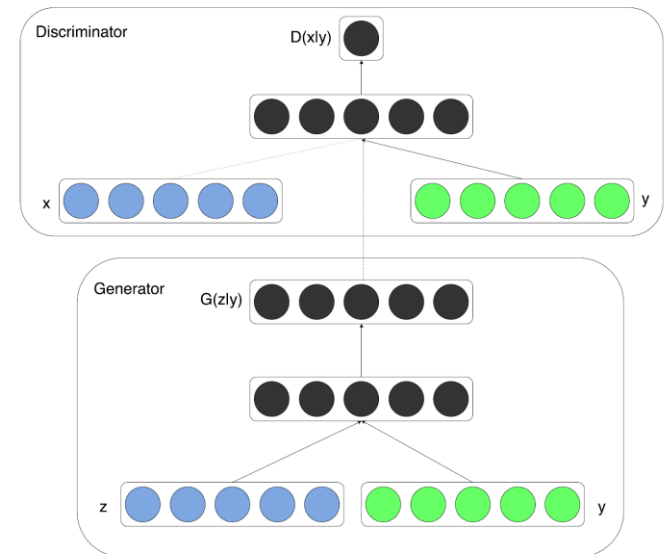 Discriminator
D(x|y)
x
y
Generator
G(z|y)
z
y